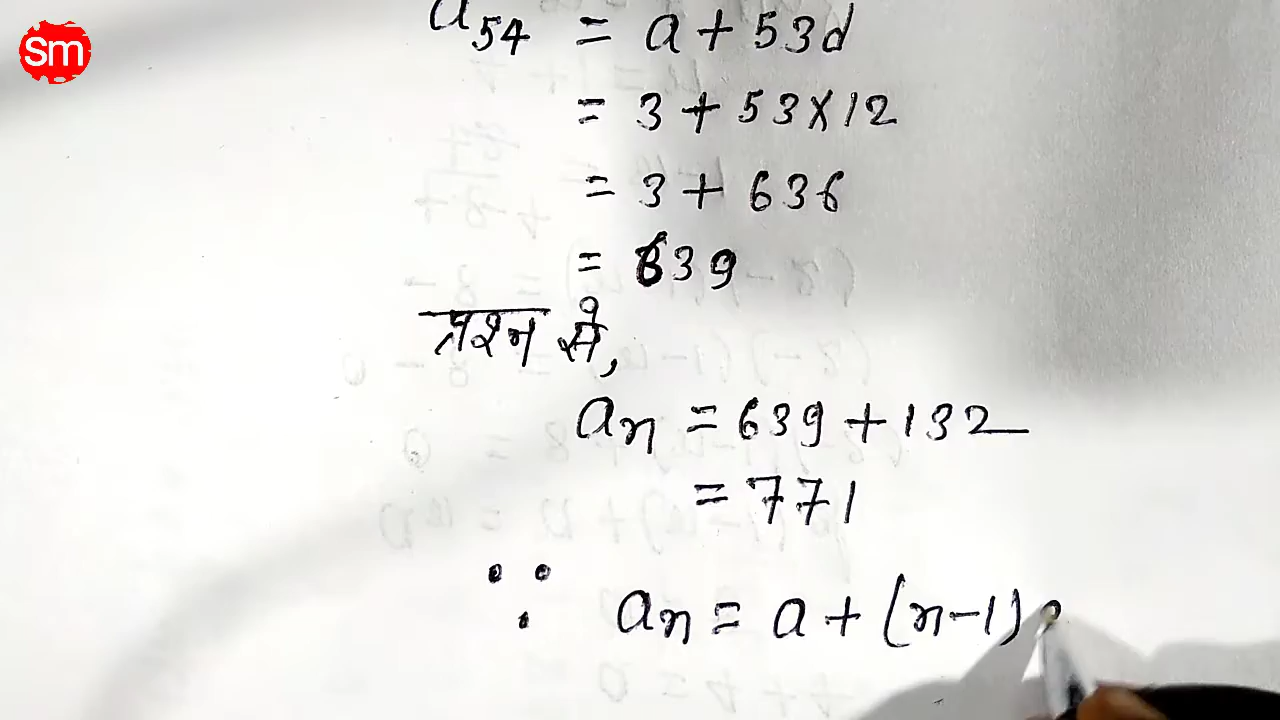 Sm
a54 = a + 53d
= 3 + 53×12
= 3 + 636
= 639
प्रश्न से,
an = 639 + 132
= 771
∵ an = a + (n-1)